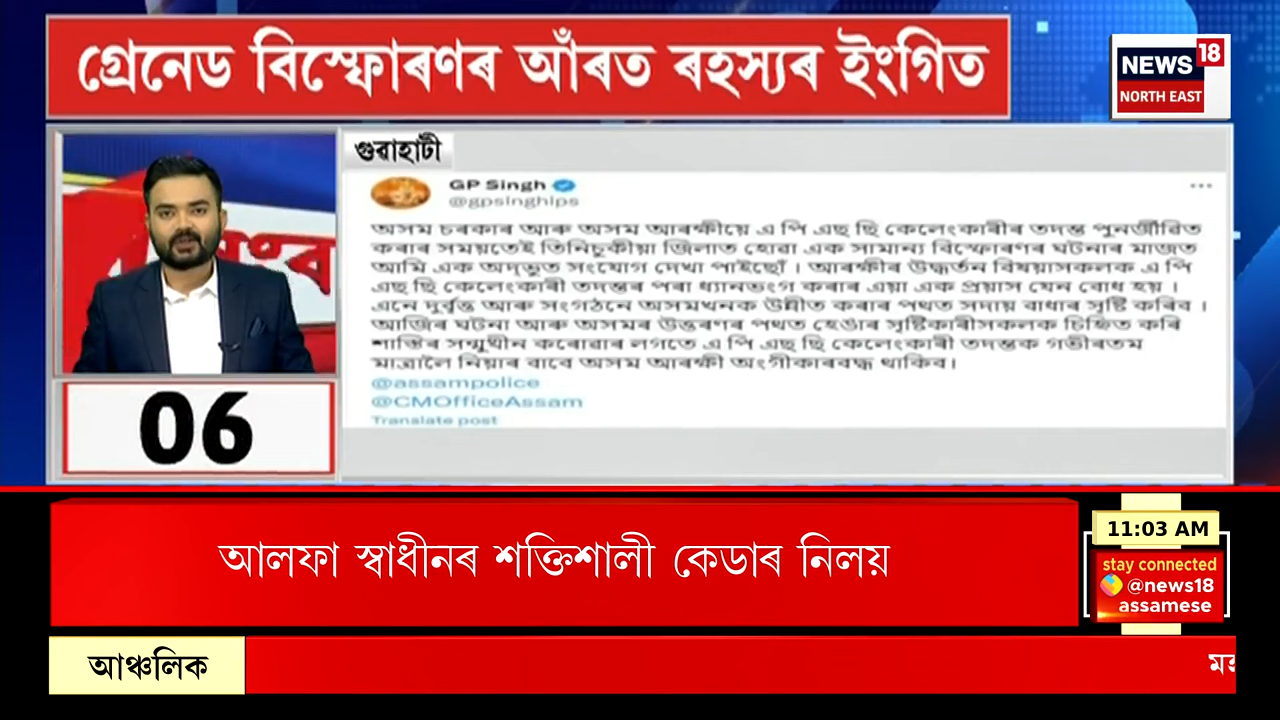 গ্ৰেনেড বিস্ফোৰণৰ আঁৰত ৰহস্যৰ ইংগিত
NEWS 18
NORTH EAST
গুৱাহাটী
GP Singh
@gpsinghips
অসম চৰকাৰ আৰু অসম আৰক্ষীয়ে এ পি এছ ছি কেলেংকাৰীৰ তদন্ত পুনৰ্জীৱিত
কৰাৰ সময়তেই তিনিচুকীয়া জিলাত হোৱা এক সামান্য বিস্ফোৰণৰ ঘটনাৰ মাজত
আমি এক অদ্ভুত সংযোগ দেখা পাইছোঁ । আৰক্ষীৰ উদ্ধৰ্তন বিষয়াসকলক এ পি
এছ ছি কেলেংকাৰী তদন্তৰ পৰা ধ্যানভংগ কৰাৰ এয়া এক প্ৰয়াস যেন বোধ হয় ।
এনে দুৰ্বৃত্ত আৰু সংগঠনে অসমখনক উন্নীত কৰাৰ পথত সদায় বাধাৰ সৃষ্টি কৰিব ।
আজিৰ ঘটনা আৰু অসমৰ উত্তৰণৰ পথত হেঙাৰ সৃষ্টিকাৰীসকলক চিহ্নিত কৰি
শাস্তিৰ সন্মুখীন কৰোৱাৰ লগতে এ পি এছ ছি কেলেংকাৰী তদন্তক গভীৰতম
মাত্ৰালৈ নিয়াৰ বাবে অসম আৰক্ষী অংগীকাৰবদ্ধ থাকিব।
@assampolice
@CMOfficeAssam
Translate post
06
আলফা স্বাধীনৰ শক্তিশালী কেডাৰ নিলয়
11:03 AM
stay connected
@news18
assamese
আঞ্চলিক